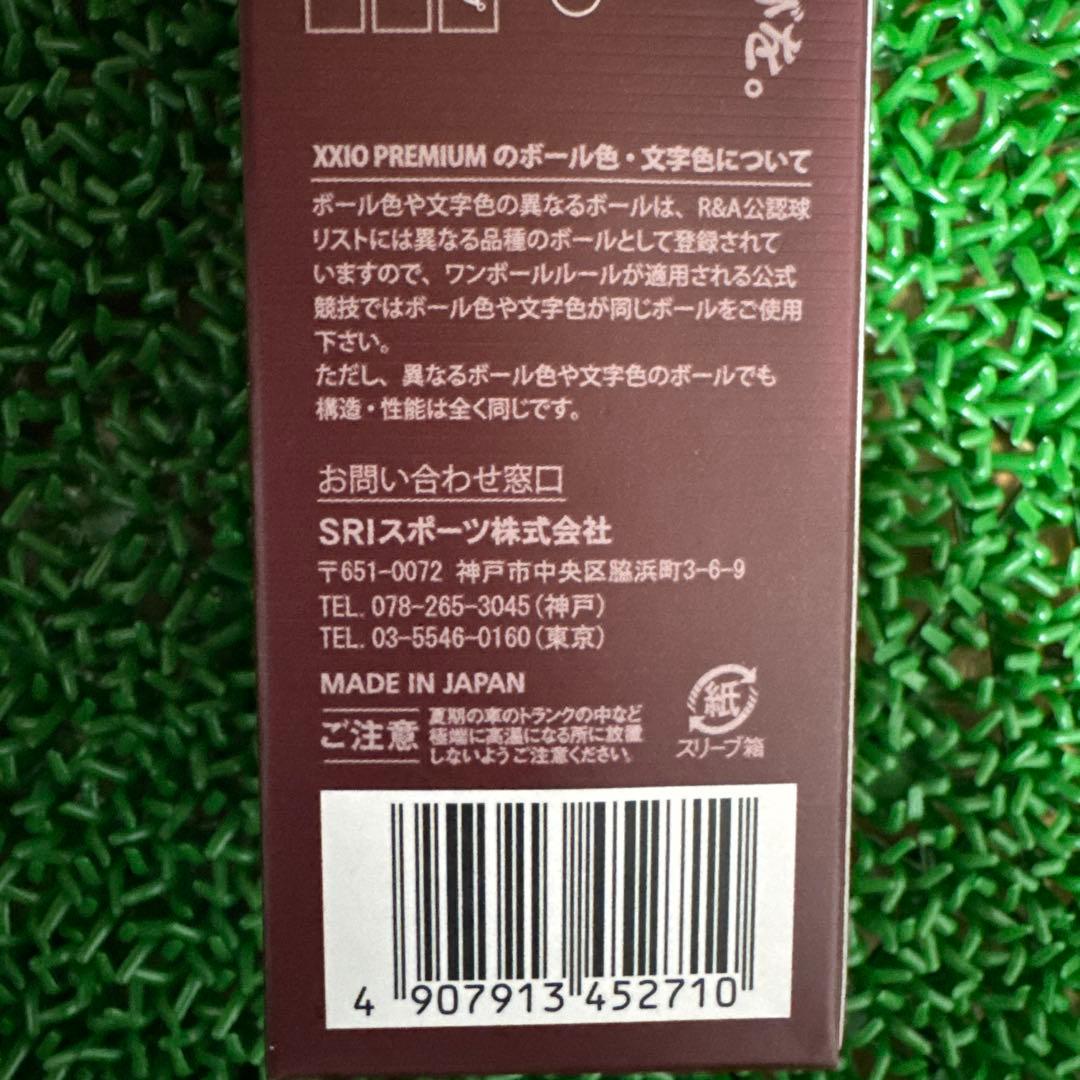 を。
XXIO PREMIUM のボール色・文字色について
ボール色や文字色の異なるボールは、R&A公認球
リストには異なる品種のボールとして登録されて
いますので、ワンボールルールが適用される公式
競技ではボール色や文字色が同じボールをご使用
下さい。
ただし、異なるボール色や文字色のボールでも
構造・性能は全く同じです。
お問い合わせ窓口
SRIスポーツ株式会社
〒651-0072 神戸市中央区脇浜町3-6-9
TEL. 078-265-3045(神戸)
TEL. 03-5546-0160(東京)
MADE IN JAPAN
ご注意
夏期の車のトランクの中など
極端に高温になる所に放置
しないようご注意ください。
紙
スリーブ箱
4 907913 452710